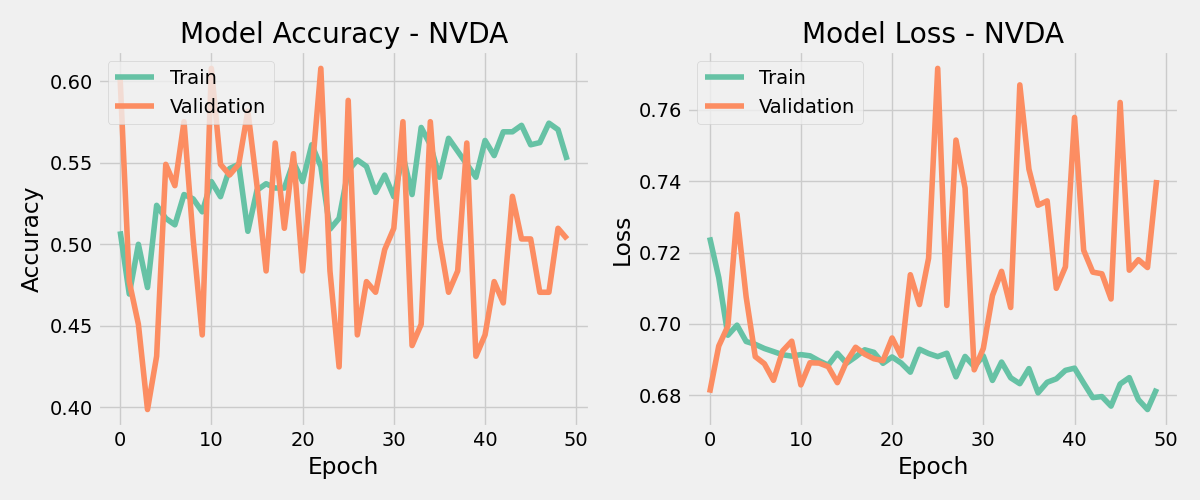 Model Accuracy - NVDA
Train
Validation
0.60
0.55
0.50
0.45
0.40
Accuracy
0 10 20 30 40 50
Epoch
Model Loss - NVDA
Train
Validation
0.76
0.74
0.72
0.70
0.68
Loss
0 10 20 30 40 50
Epoch